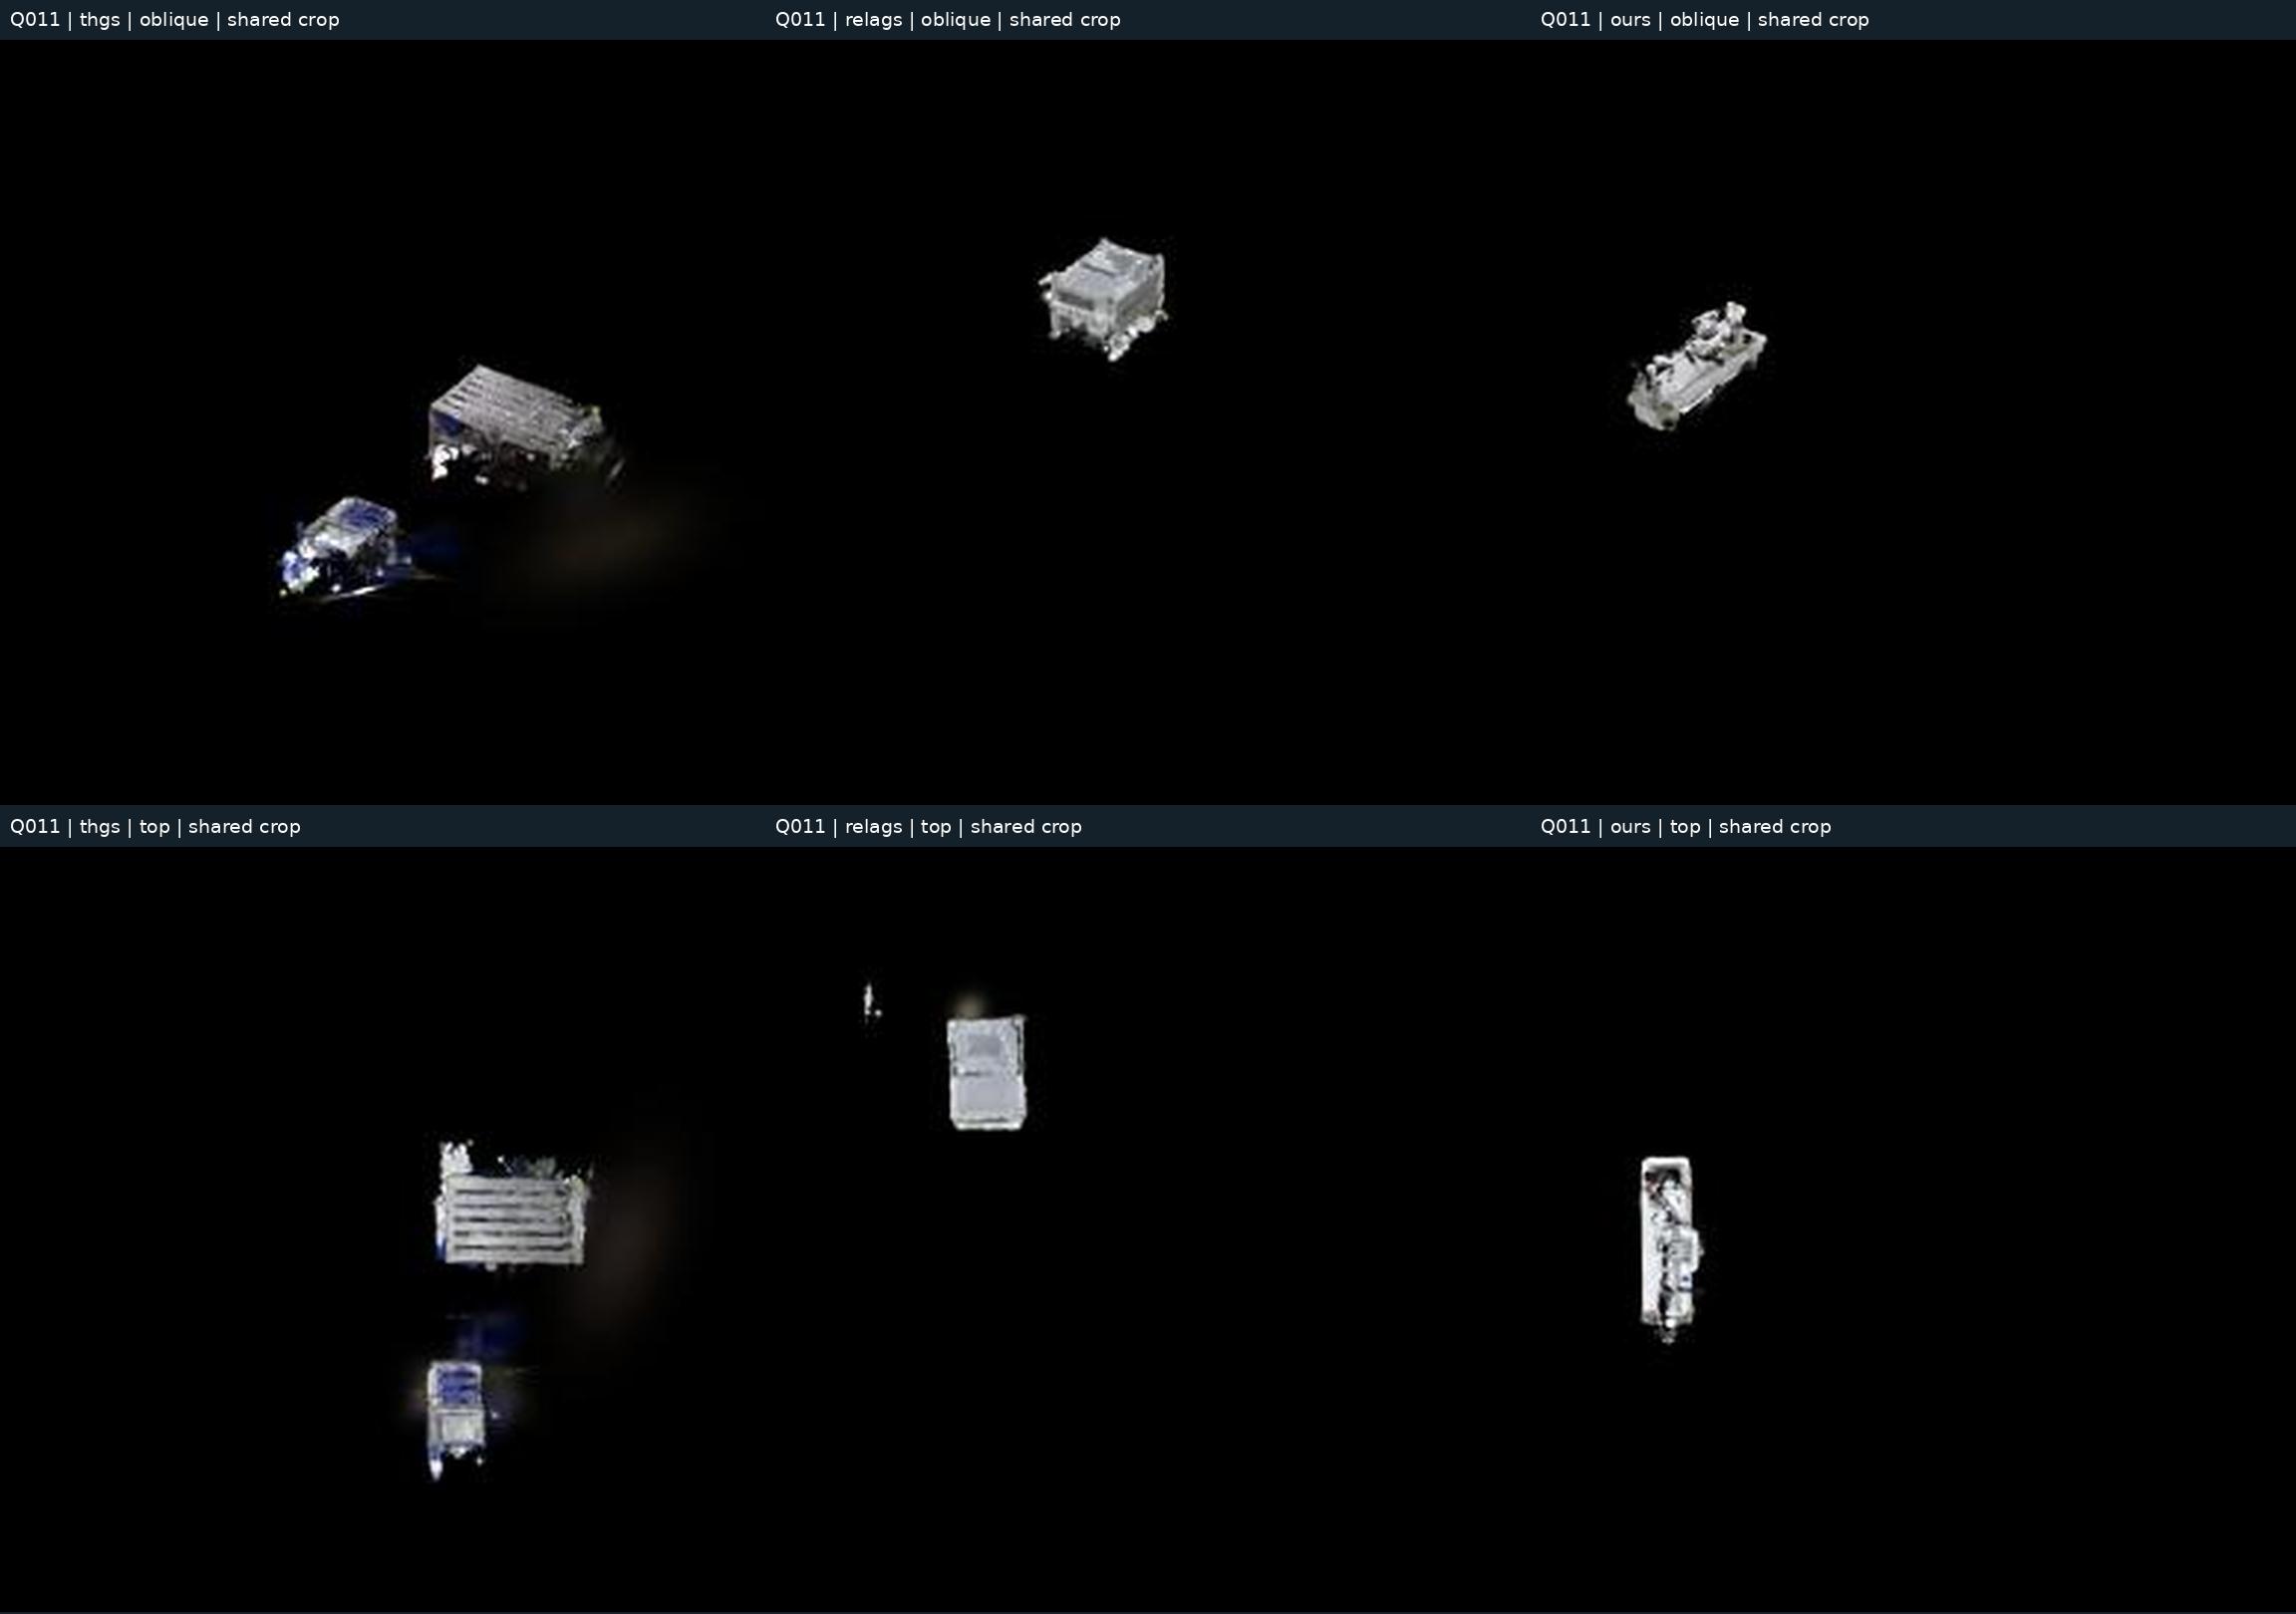 Q011 | thgs | oblique | shared crop
Q011 | relags | oblique | shared crop
Q011 | ours | oblique | shared crop
Q011 | thgs | top | shared crop
Q011 | relags | top | shared crop
Q011 | ours | top | shared crop